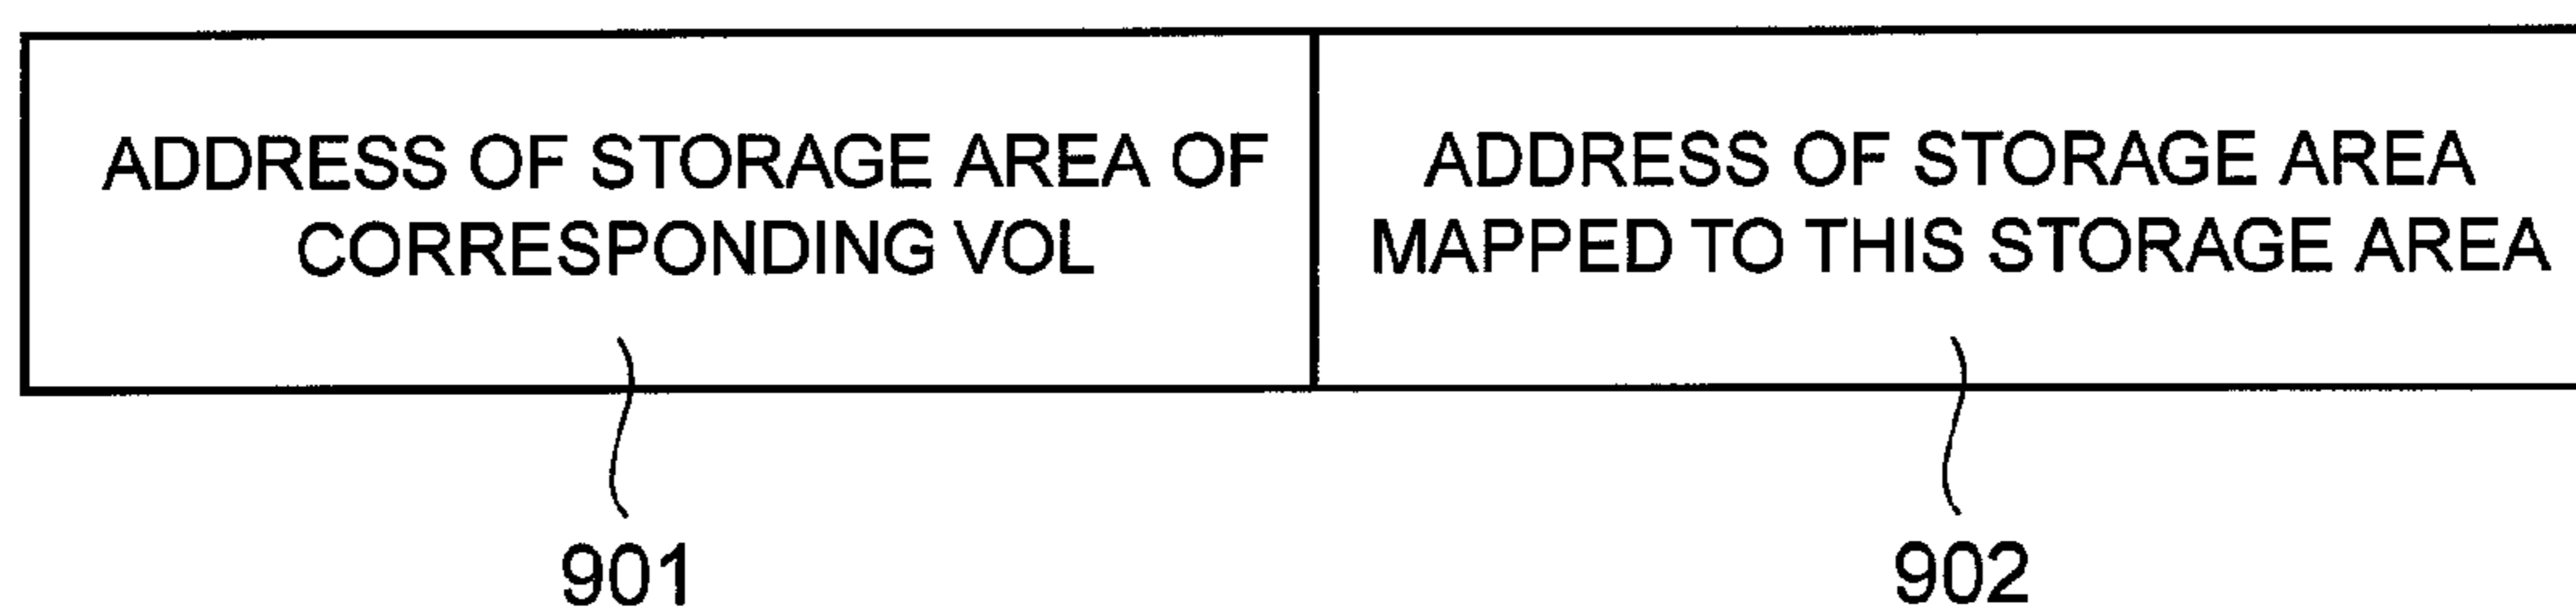 ADDRESS OF STORAGE AREA OF
CORRESPONDING VOL
ADDRESS OF STORAGE AREA
MAPPED TO THIS STORAGE AREA
901
902